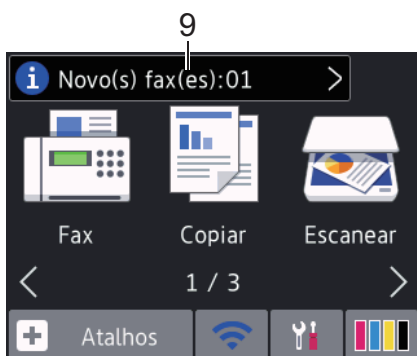 9
Novo(s) fax(es):01
Fax Copiar Escanear
1 / 3
Atalhos